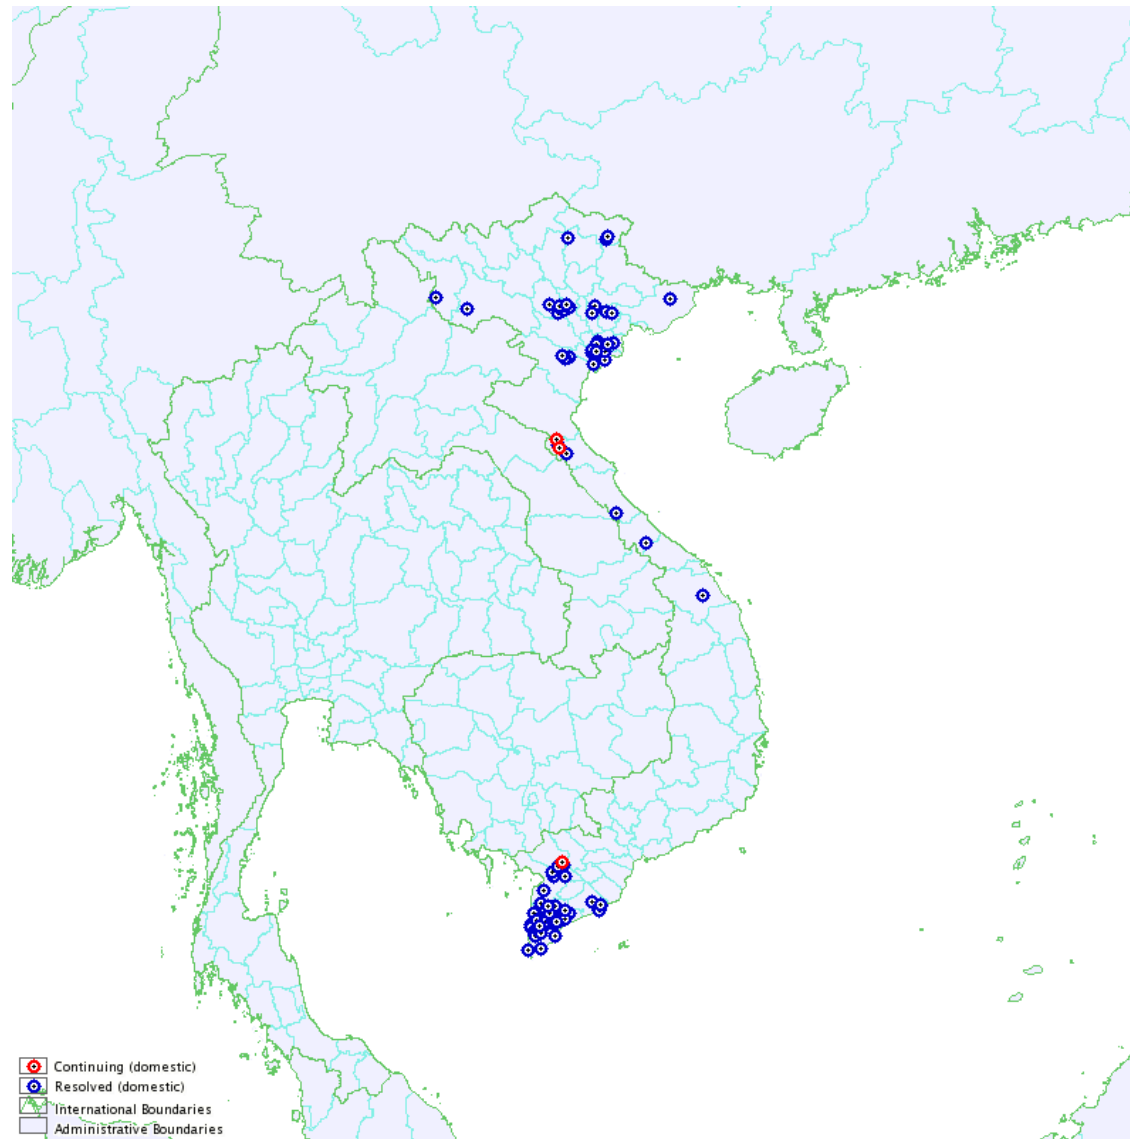 Continuing (domestic)
Resolved (domestic)
International Boundaries
Administrative Boundaries